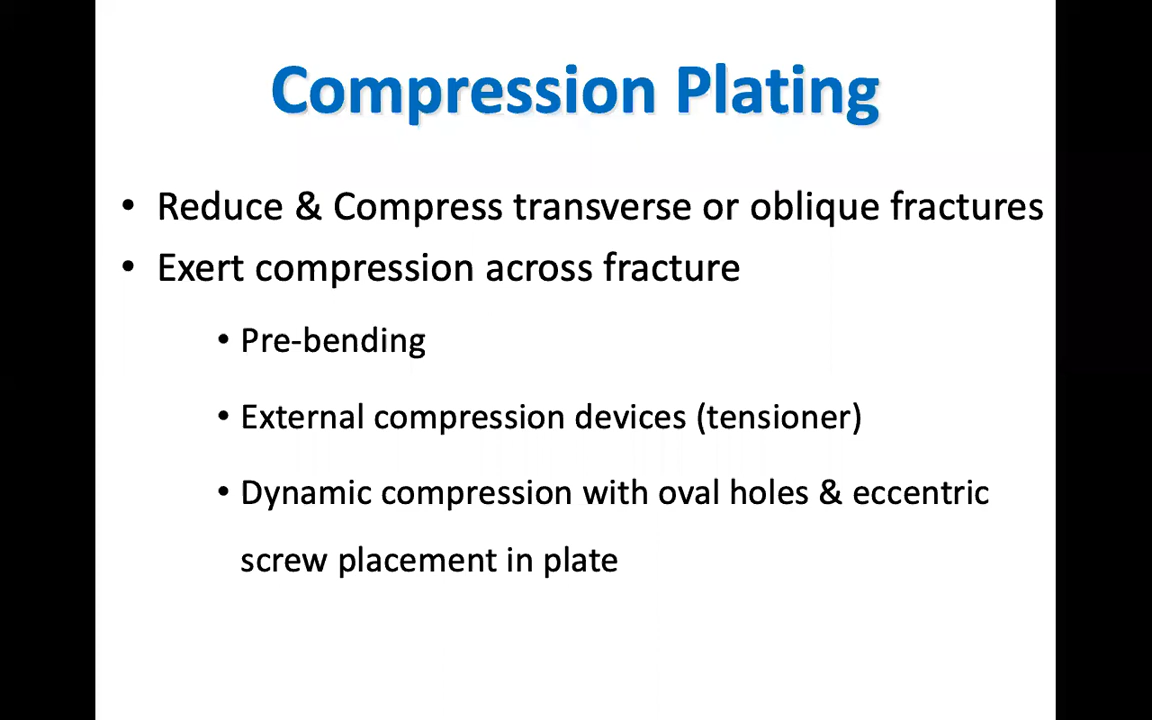 Compression Plating
• Reduce & Compress transverse or oblique fractures
• Exert compression across fracture
• Pre-bending
• External compression devices (tensioner)
• Dynamic compression with oval holes & eccentric
screw placement in plate